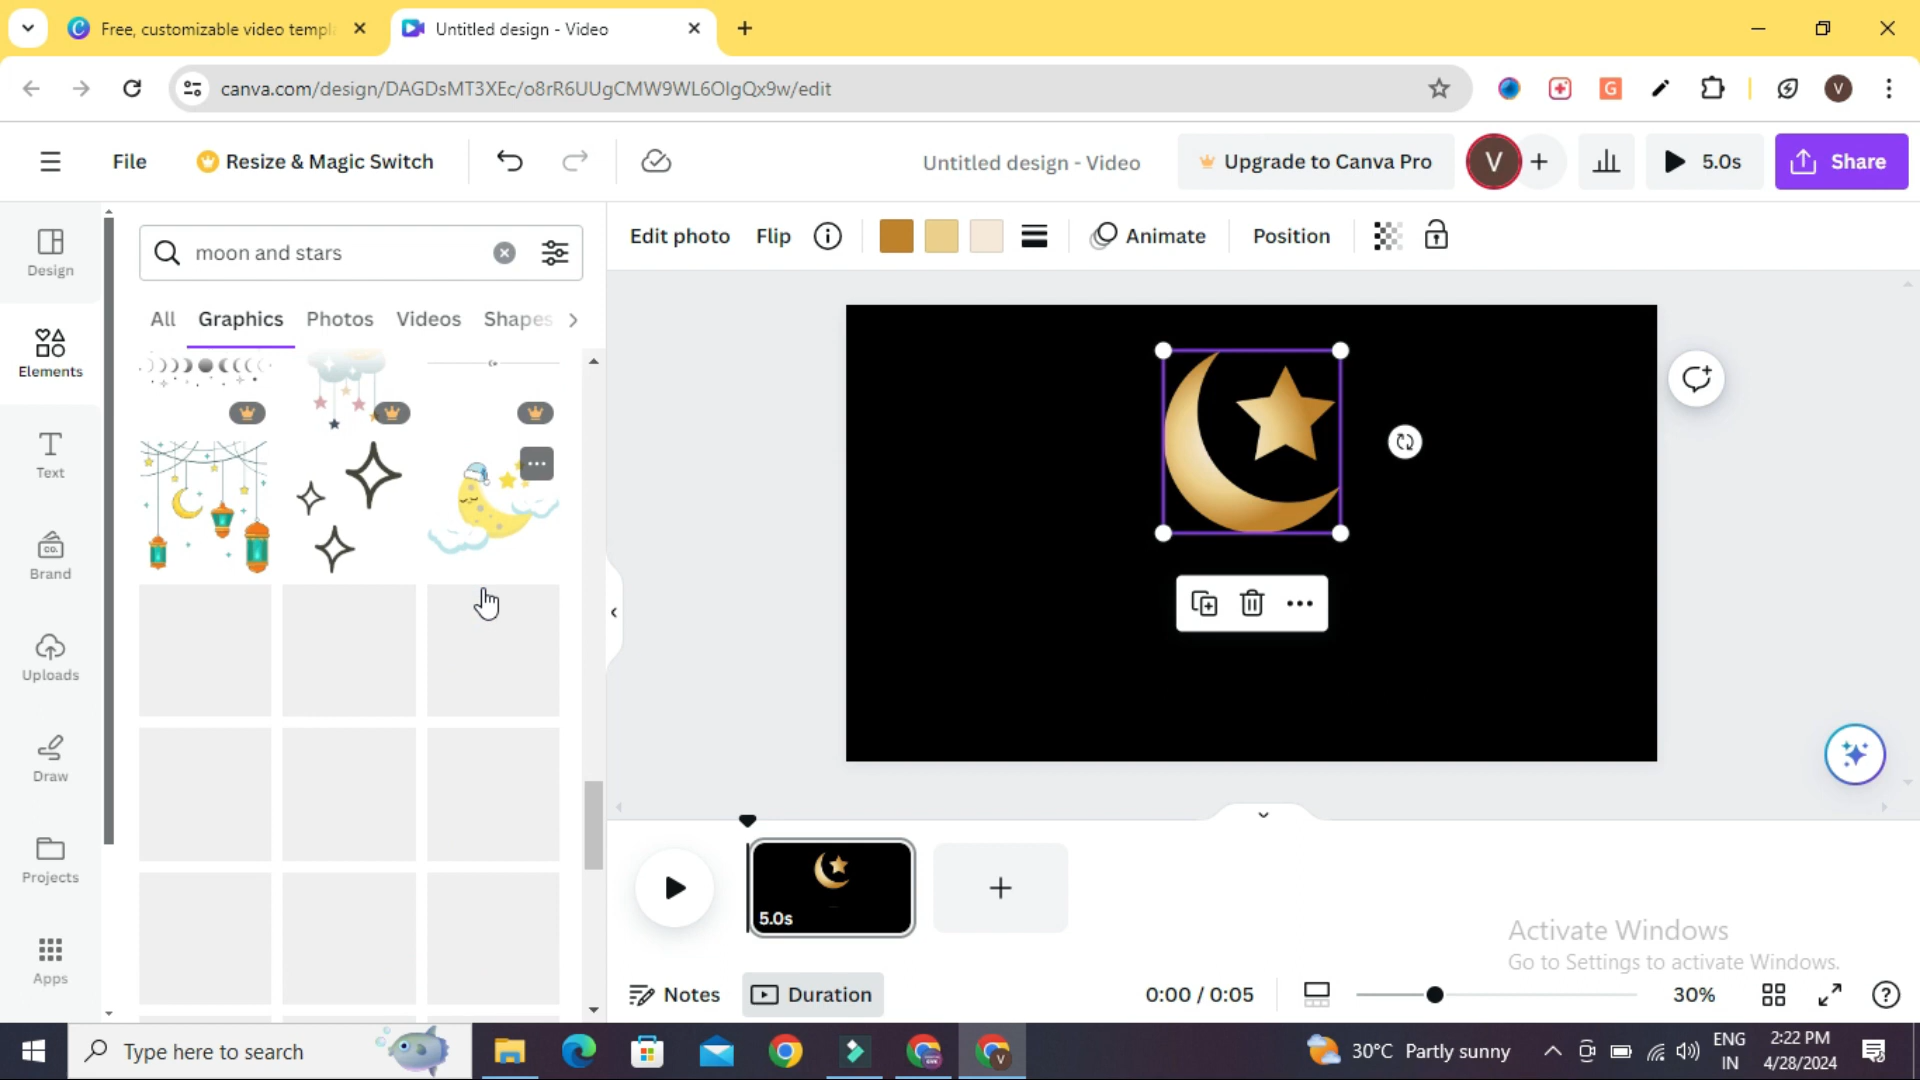 Free, customizable video templ
Untitled design - Video
canva.com/design/DAGDsMT3XEc/o8rR6UUgCMW9WL6OIgQx9w/edit
G
V
File
Resize & Magic Switch
Untitled design - Video
Upgrade to Canva Pro
V
5.0s
Share
Design
Elements
Text
CO.
Brand
Uploads
Draw
Projects
Apps
moon and stars
All
Graphics
Photos
Videos
Shapes
Edit photo
Flip
Animate
Position
5.0s
Notes
Duration
0:00 / 0:05
30%
Activate Windows
Go to Settings to activate Windows.
Type here to search
V
30°C Partly sunny
ENG
IN
2:22 PM
4/28/2024